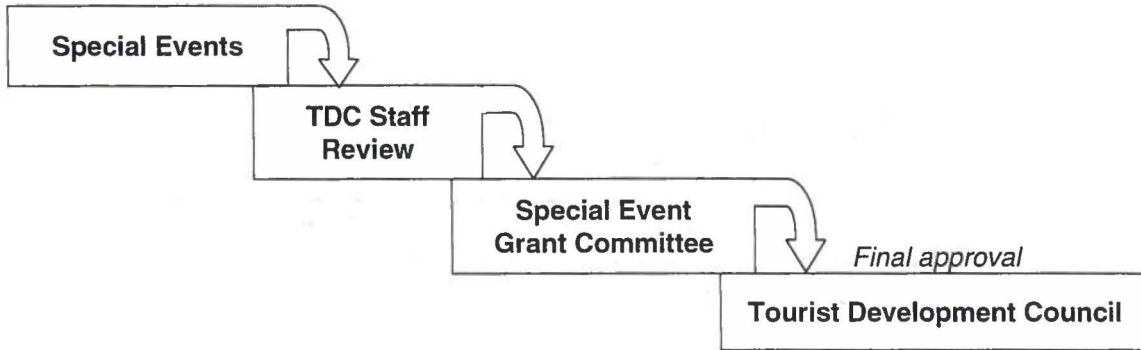 Special Events
TDC Staff
Review
Special Event
Grant Committee
Final approval
Tourist Development Council